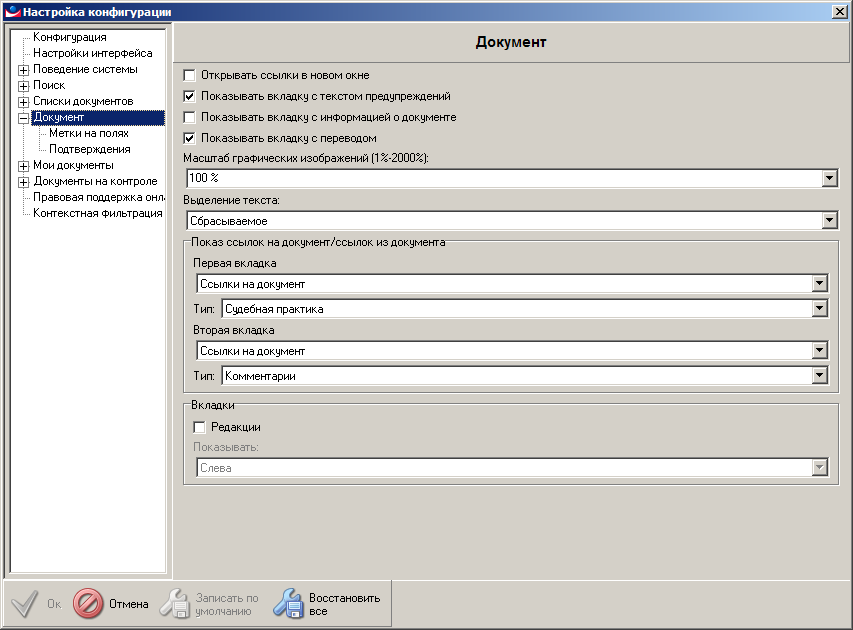 Настройка конфигурации
Конфигурация
Настройки интерфейса
Поведение системы
Поиск
Списки документов
Документ
Метки на полях
Подтверждения
Мои документы
Документы на контроле
Правовая поддержка онла
Контекстная фильтрация
Документ
Открывать ссылки в новом окне
Показывать вкладку с текстом предупреждений
Показывать вкладку с информацией о документе
Показывать вкладку с переводом
Масштаб графических изображений (1%-2000%):
100 %
Выделение текста:
Сбрасываемое
Показ ссылок на документ/ссылок из документа
Первая вкладка
Ссылки на документ
Тип: Судебная практика
Вторая вкладка
Ссылки на документ
Тип: Комментарии
Вкладки
Редакции
Показывать:
Слева
Ок
Отмена
Записать по
умолчанию
Восстановить
все